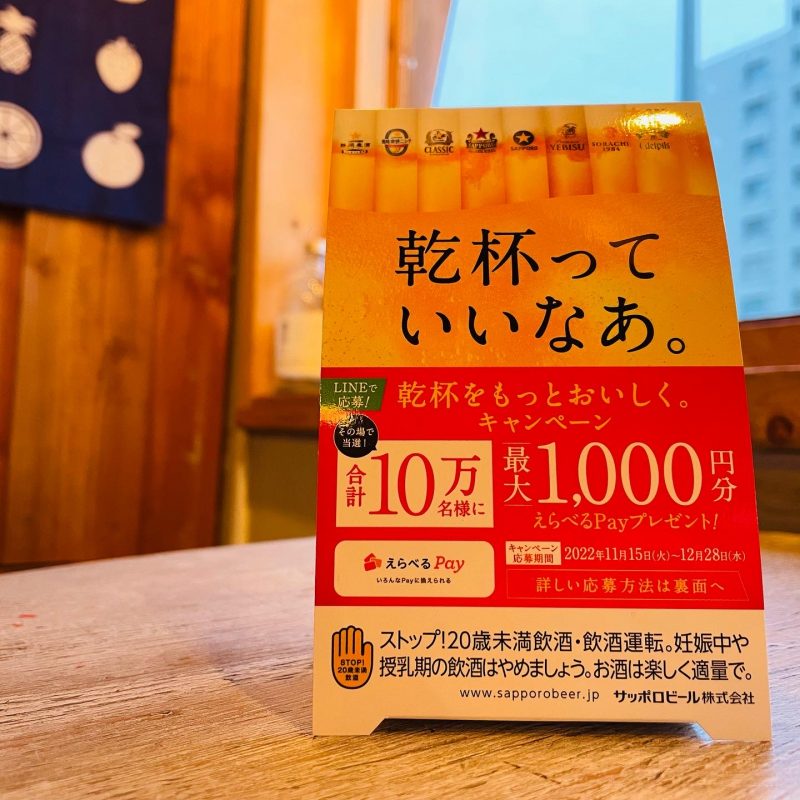 CLASSIC
SAPPORO
SAPPORO
YEBISU
SORACHI
1984
Edelpils
乾杯って
いいなあ。
LINEで
応募!
乾杯をもっとおいしく。
キャンペーン
その場で
当選!
合計10万名様に
最大1,000円分
えらべるPayプレゼント!
えらべるPay
いろんなPayに換えられる
キャンペーン
応募期間
2022年11月15日(火)~12月28日(水)
詳しい応募方法は裏面へ
STOP!
20歳未満
飲酒
ストップ!20歳未満飲酒・飲酒運転。妊娠中や
授乳期の飲酒はやめましょう。お酒は楽しく適量で。
www.sapporobeer.jp サッポロビール株式会社